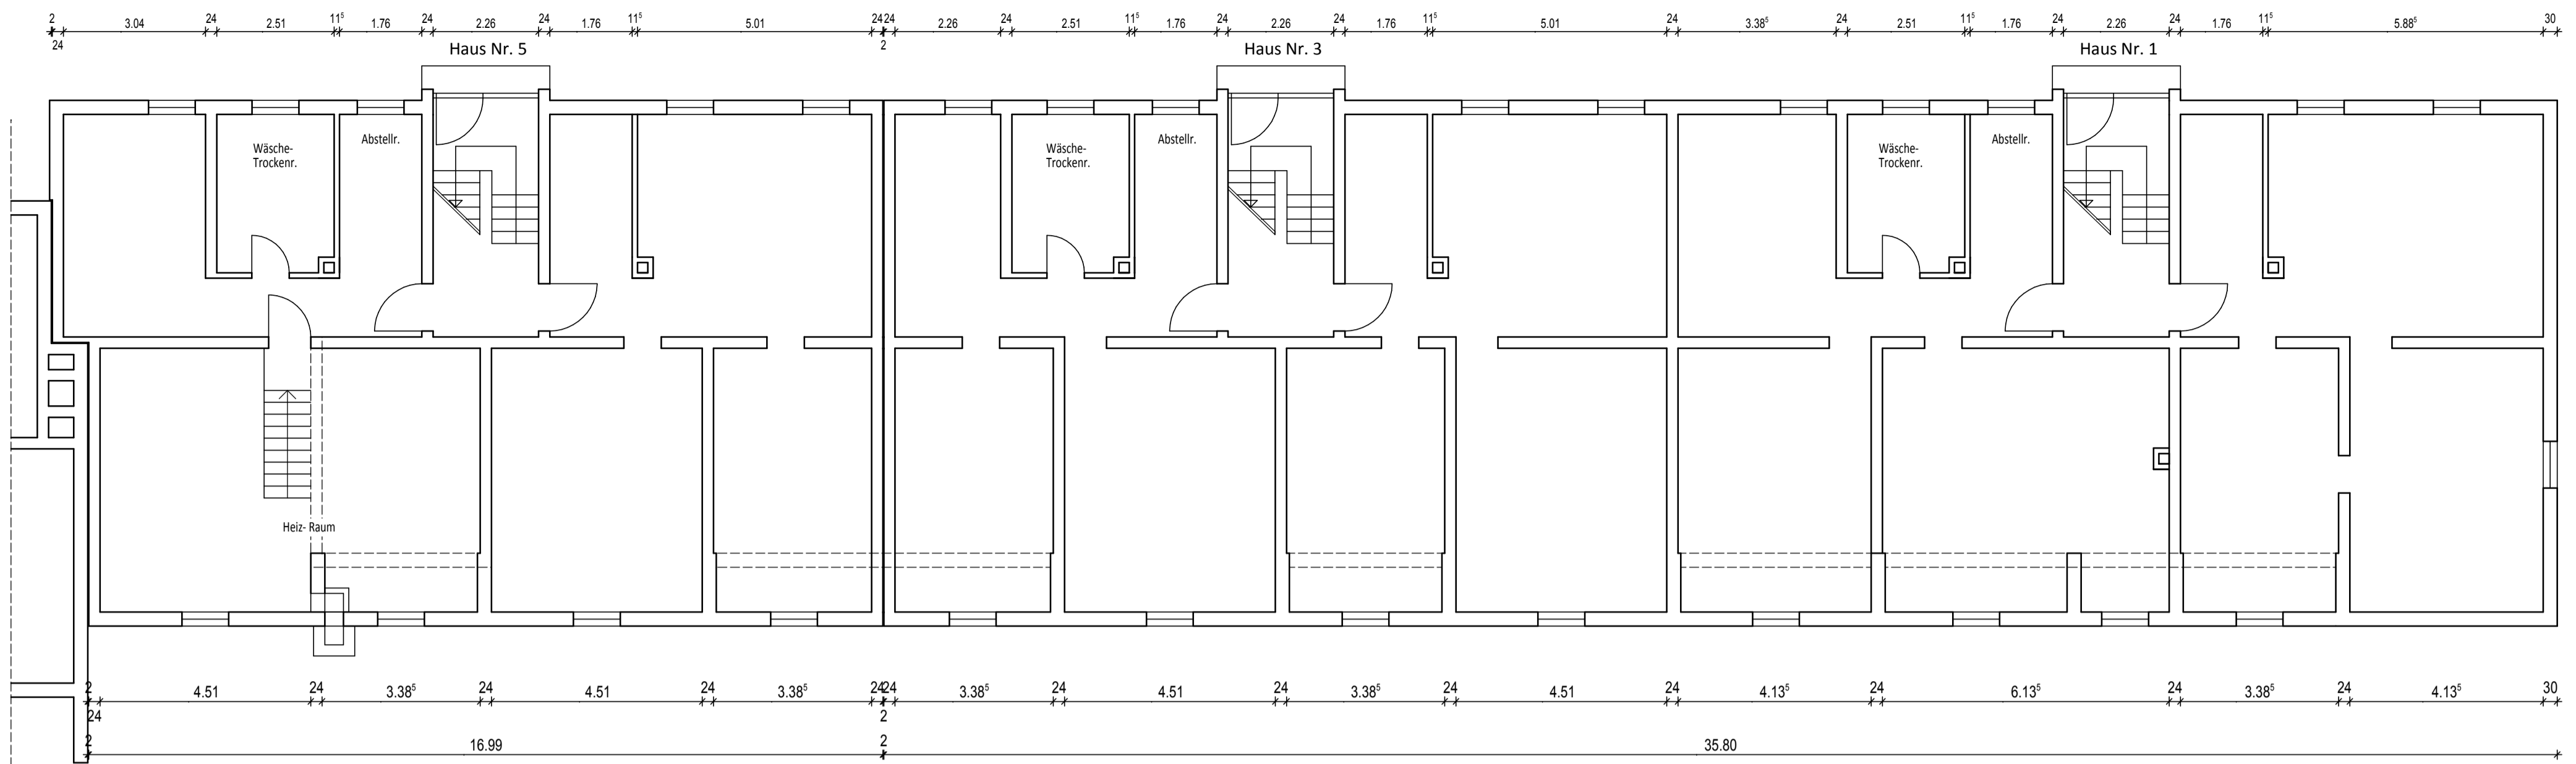 2 3.04 24 2.51 11⁵ 1.76 24 2.26 24 1.76 11⁵ 5.01 24 24 2.26 24 2.51 11⁵ 1.76 24 2.26 24 1.76 11⁵ 5.01 24 3.38⁵ 24 2.51 11⁵ 1.76 24 2.26 24 1.76 11⁵ 5.88⁵ 30
24 2
Haus Nr. 5 Haus Nr. 3 Haus Nr. 1
Abstellr. Abstellr. Abstellr.
Wäsche- Wäsche- Wäsche-
Trockenr. Trockenr. Trockenr.
Heiz- Raum
2 4.51 24 3.38⁵ 24 4.51 24 3.38⁵ 24 24 3.38⁵ 24 4.51 24 3.38⁵ 24 4.51 24 4.13⁵ 24 6.13⁵ 24 3.38⁵ 24 4.13⁵ 30
24 2
2 16.99 2 35.80